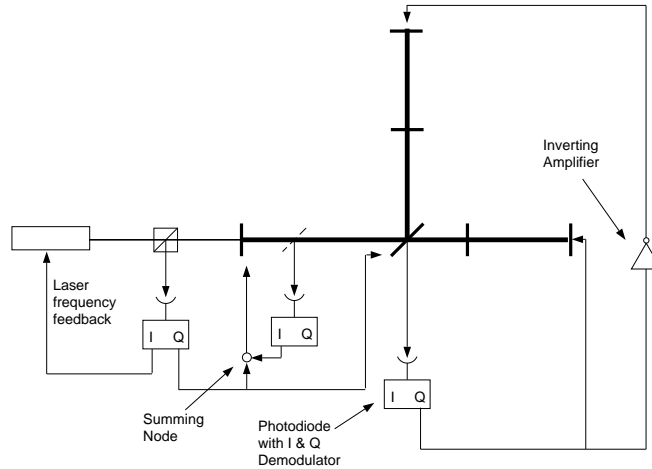 Inverting
Amplifier
Laser
frequency
feedback
I Q
I Q
Summing
Node
Photodiode
with I & Q
Demodulator
I Q